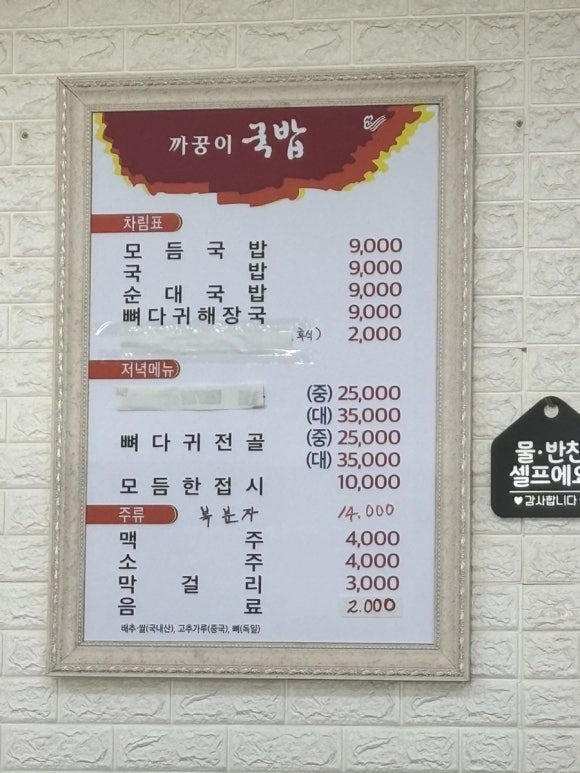 까꿍이 국밥
차림표
모듬국밥 9,000
국밥 9,000
순대국밥 9,000
뼈다귀해장국 9,000
후식) 2,000
저녁메뉴
(중) 25,000
(대) 35,000
뼈다귀전골 (중) 25,000
(대) 35,000
모듬한접시 10,000
주류 복분자 14.000
맥주 4,000
소주 4,000
막걸리 3,000
음료 2.000
배추·쌀(국내산), 고추가루(중국), 뼈(독일)
물·반찬
셀프에요
♥감사합니다